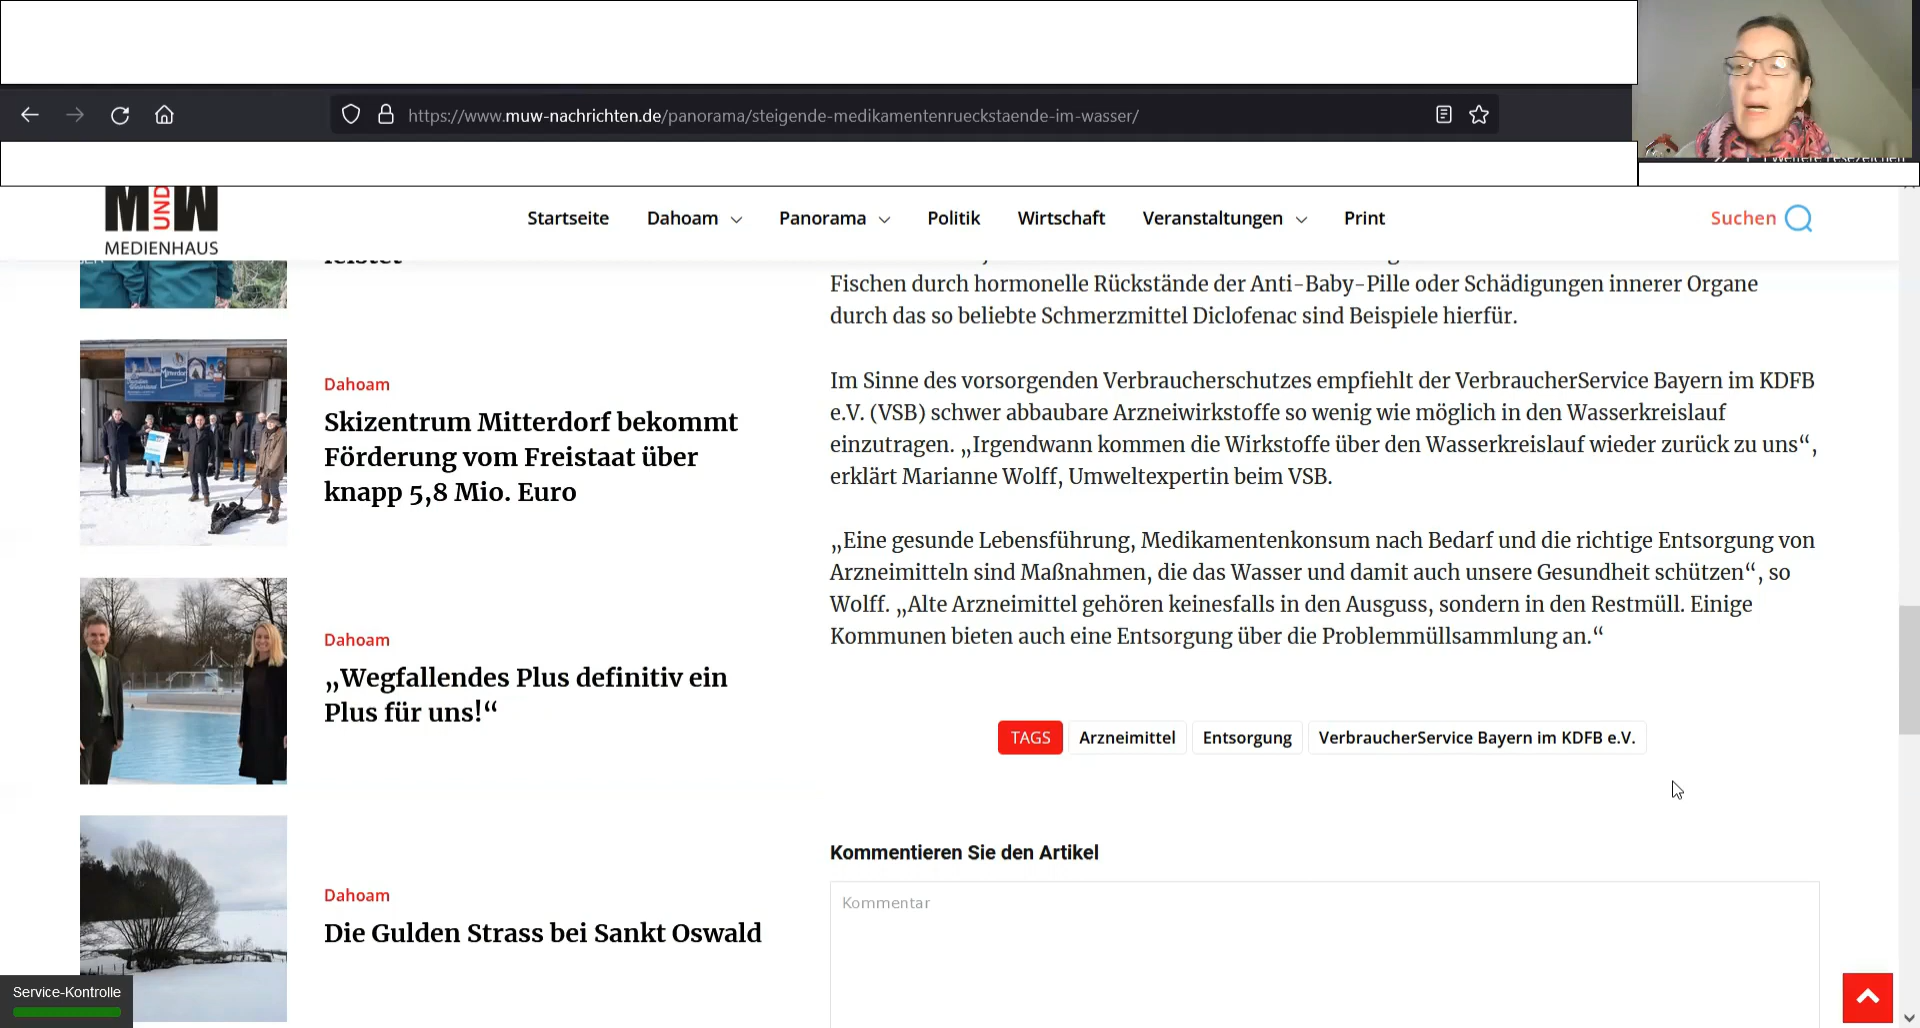 https://www.muw-nachrichten.de/panorama/steigende-medikamentenrueckstaende-im-wasser/
Weitere Lesezeichen
M UND W
MEDIENHAUS
Startseite
Dahoam
Panorama
Politik
Wirtschaft
Veranstaltungen
Print
Suchen
Dahoam
Skizentrum Mitterdorf bekommt
Förderung vom Freistaat über
knapp 5,8 Mio. Euro
Dahoam
„Wegfallendes Plus definitiv ein
Plus für uns!“
Dahoam
Die Gulden Strass bei Sankt Oswald
Fischen durch hormonelle Rückstände der Anti-Baby-Pille oder Schädigungen innerer Organe
durch das so beliebte Schmerzmittel Diclofenac sind Beispiele hierfür.
Im Sinne des vorsorgenden Verbraucherschutzes empfiehlt der VerbraucherService Bayern im KDFB
e.V. (VSB) schwer abbaubare Arzneiwirkstoffe so wenig wie möglich in den Wasserkreislauf
einzutragen. „Irgendwann kommen die Wirkstoffe über den Wasserkreislauf wieder zurück zu uns“,
erklärt Marianne Wolff, Umweltexpertin beim VSB.
„Eine gesunde Lebensführung, Medikamentenkonsum nach Bedarf und die richtige Entsorgung von
Arzneimitteln sind Maßnahmen, die das Wasser und damit auch unsere Gesundheit schützen“, so
Wolff. „Alte Arzneimittel gehören keinesfalls in den Ausguss, sondern in den Restmüll. Einige
Kommunen bieten auch eine Entsorgung über die Problemmüllsammlung an.“
TAGS
Arzneimittel
Entsorgung
VerbraucherService Bayern im KDFB e.V.
Kommentieren Sie den Artikel
Kommentar
Service-Kontrolle